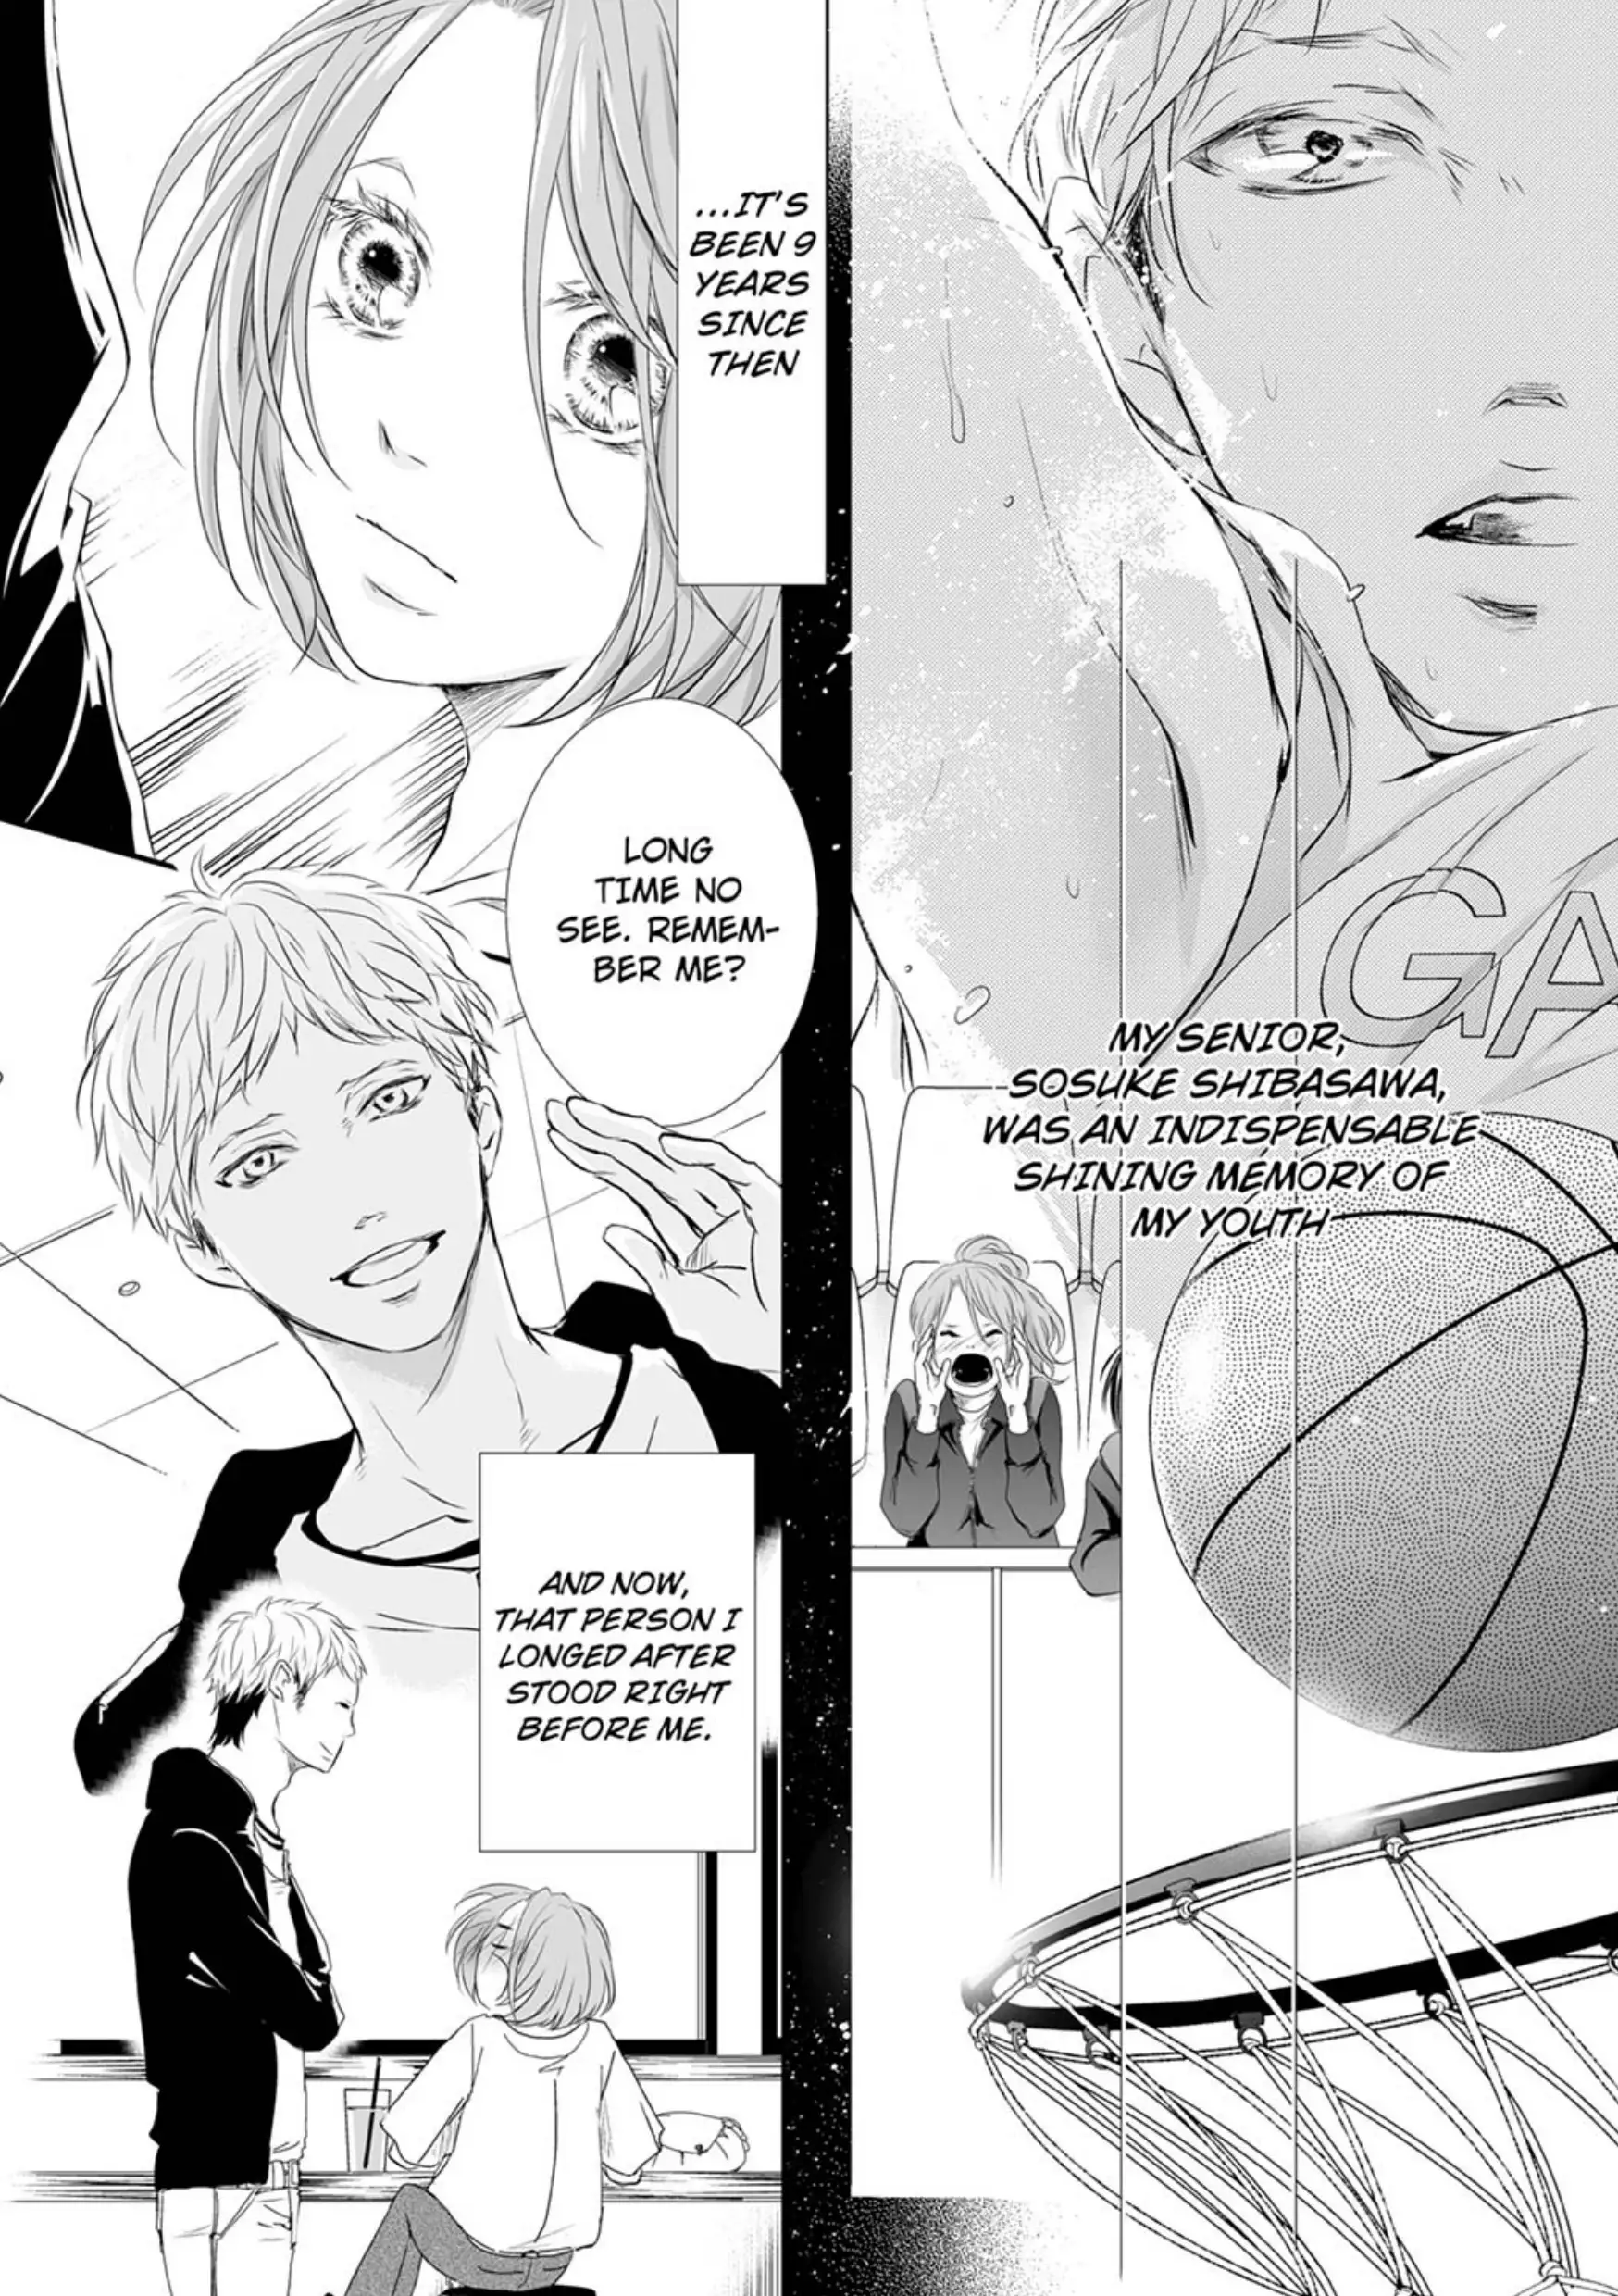 GA
MY SENIOR,
SOSUKE SHIBASAWA,
WAS AN INDISPENSABLE
SHINING MEMORY OF
MY YOUTH
...IT'S
BEEN 9
YEARS
SINCE
THEN
LONG
TIME NO
SEE. REMEM-
BER ME?
AND NOW,
THAT PERSON I
LONGED AFTER
STOOD RIGHT
BEFORE ME.